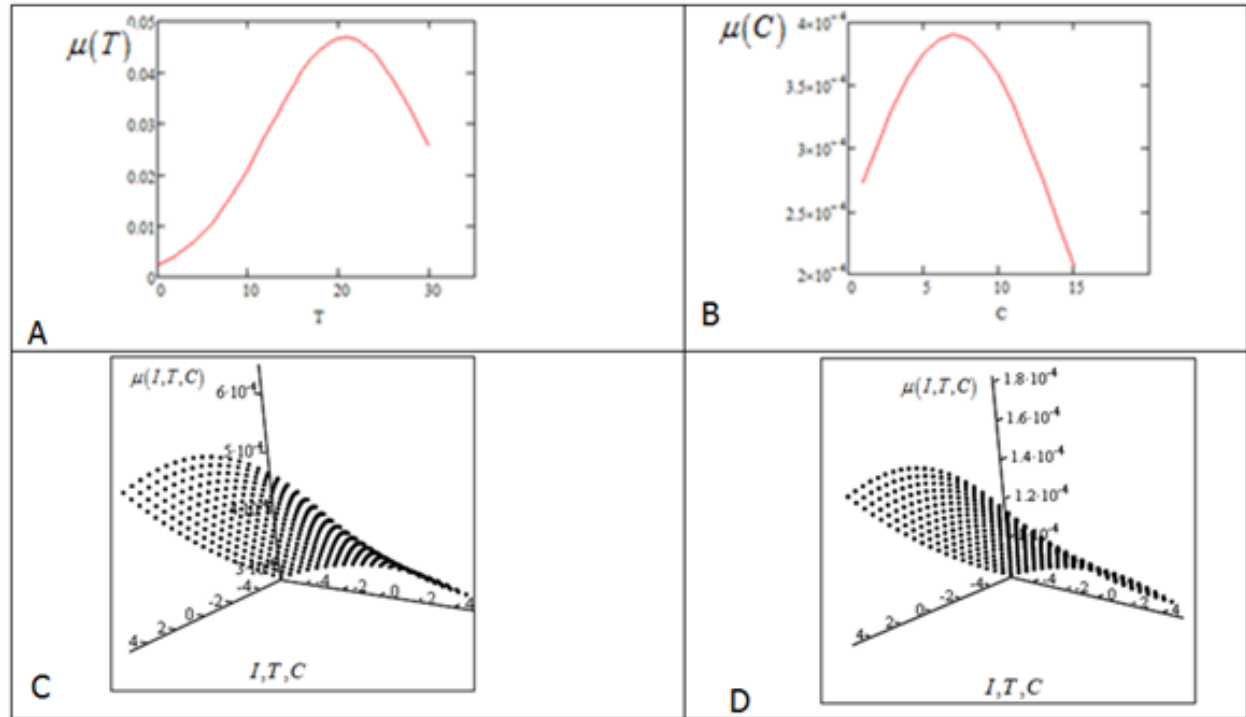 μ(T)
0.05
0.04
0.03
0.02
0.01
0
0 10 20 30
T
A
μ(C)
4×10⁻⁶
3.5×10⁻⁶
3×10⁻⁶
2.5×10⁻⁶
2×10⁻⁶
0 5 10 15
C
B
μ(I,T,C)
6·10⁻⁴
5·10⁻⁴
-4 -2 0 2 4
-4 -2 0 2 4
I,T,C
C
μ(I,T,C)
1.8·10⁻⁴
1.6·10⁻⁴
1.4·10⁻⁴
1.2·10⁻⁴
-4 -2 0 2 4
-4 -2 0 2 4
I,T,C
D